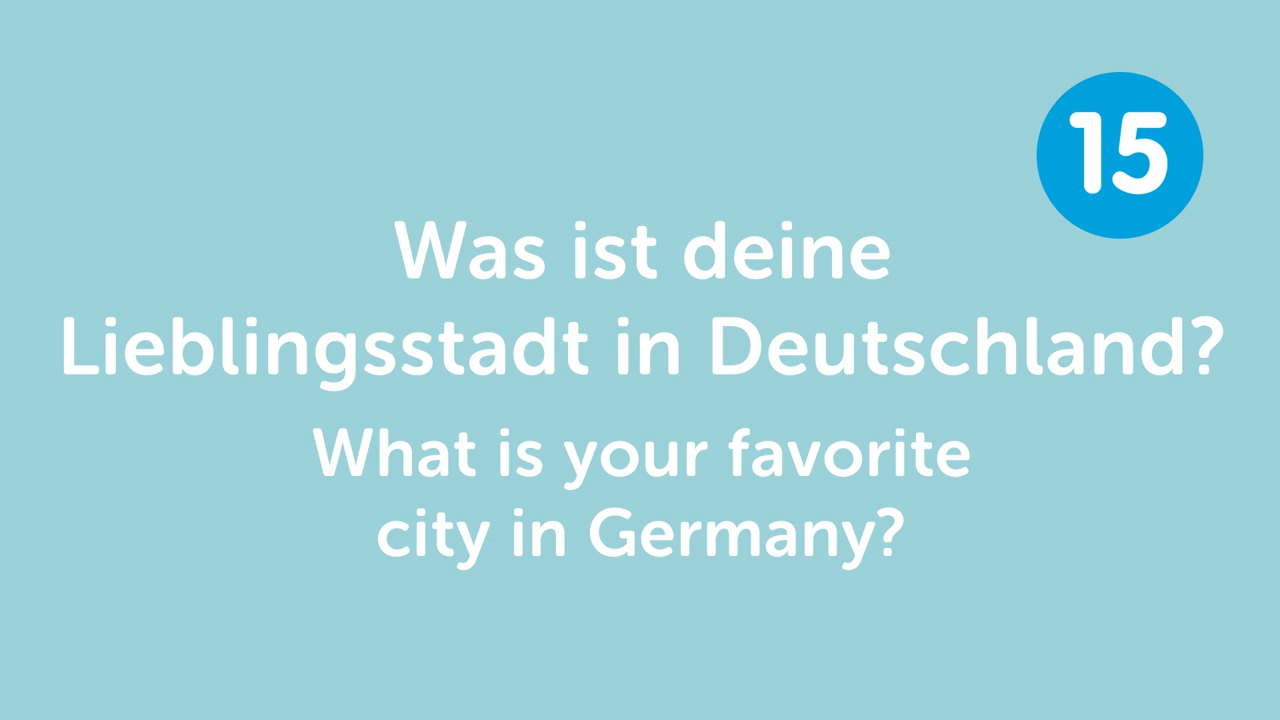 15
Was ist deine
Lieblingsstadt in Deutschland?
What is your favorite
city in Germany?